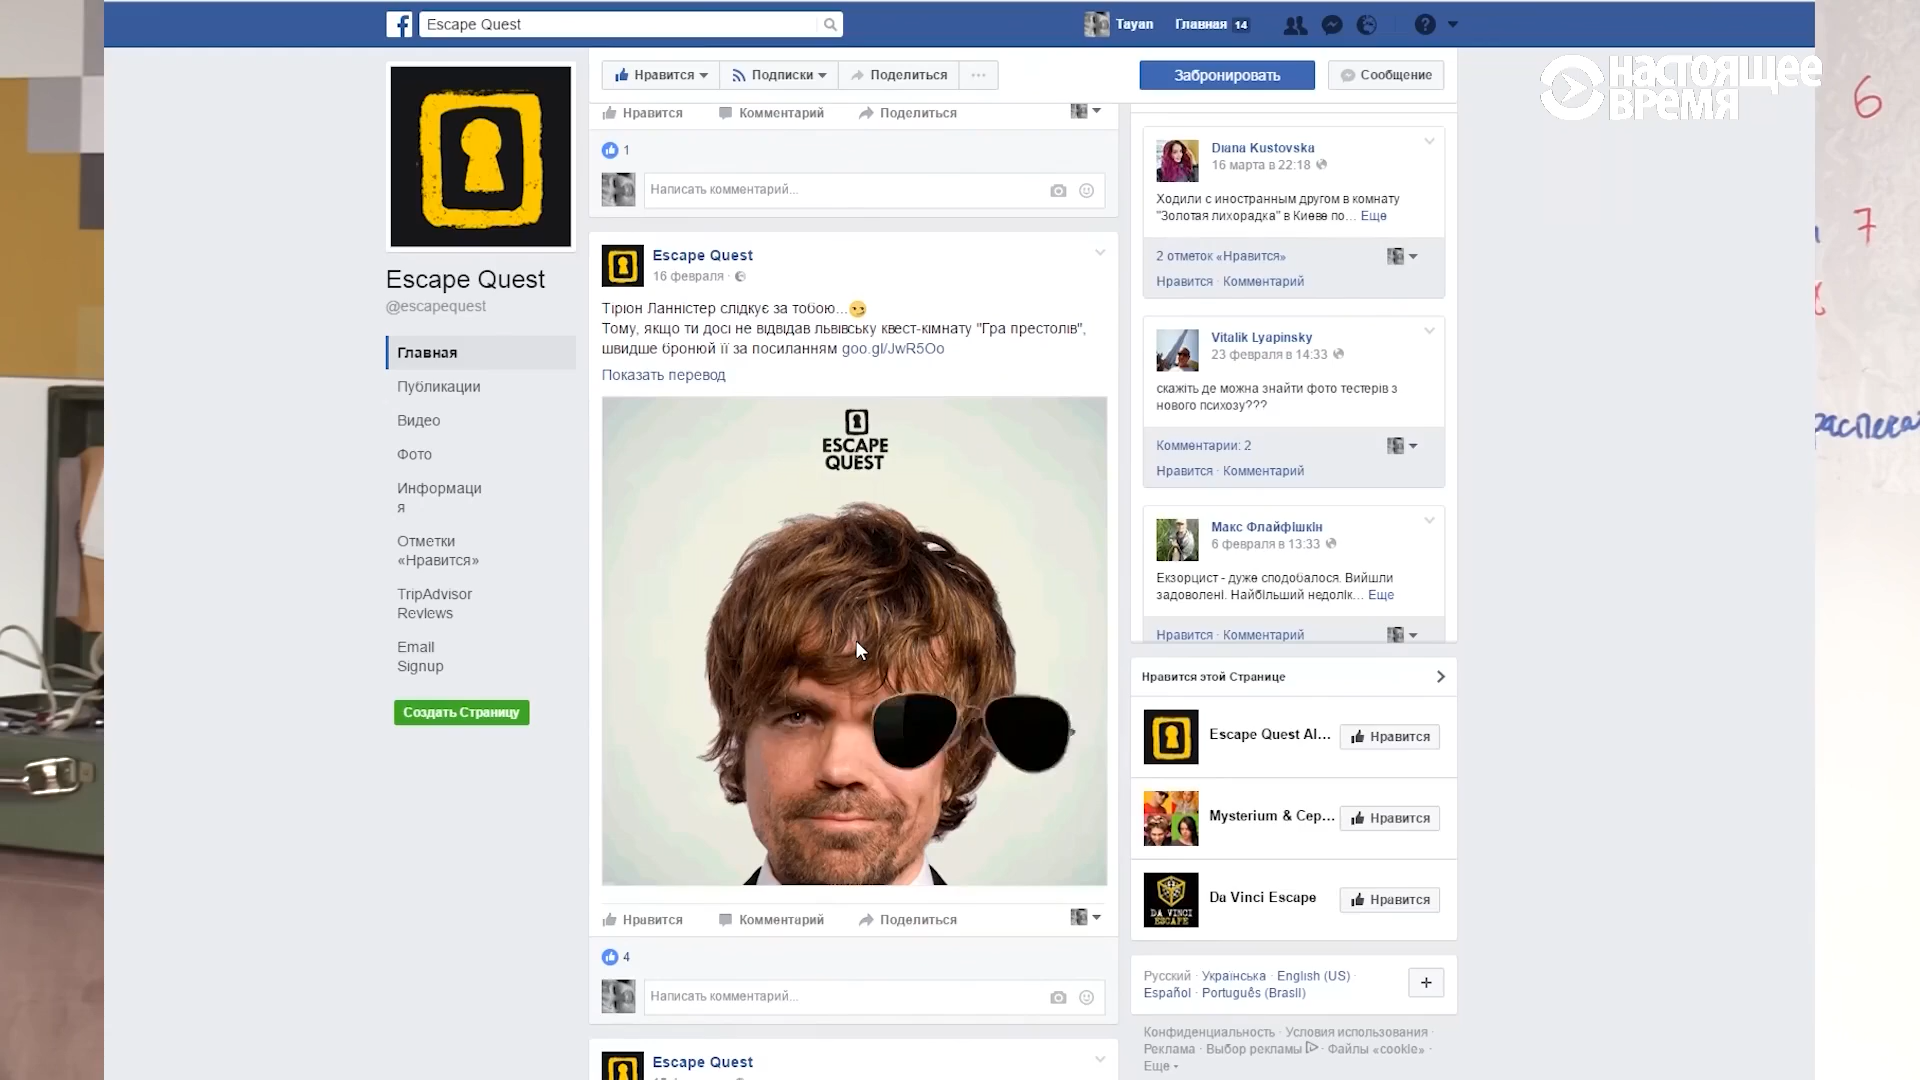 Escape Quest
Tayan
Главная 14
Нравится
Подписки
Поделиться
Забронировать
Сообщение
НАСТОЯЩЕЕ
ВРЕМЯ
6
7
Escape Quest
@escapequest
Главная
Публикации
Видео
Фото
Информаци
я
Отметки
«Нравится»
TripAdvisor
Reviews
Email
Signup
Создать Страницу
Нравится Комментарий Поделиться
1
Написать комментарий...
Escape Quest
16 февраля ·
Тіріон Ланністер слідкує за тобою...
Тому, якщо ти досі не відвідав львівську квест-кімнату "Гра престолів",
швидше бронюй її за посиланням goo.gl/JwR5Oo
Показать перевод
ESCAPE
QUEST
Нравится Комментарий Поделиться
4
Написать комментарий...
Escape Quest
Diana Kustovska
16 марта в 22:18
Ходили с иностранным другом в комнату
"Золотая лихорадка" в Киеве по... Еще
2 отметок «Нравится»
Нравится · Комментарий
Vitalik Lyapinsky
23 февраля в 14:33
скажіть де можна знайти фото тестерів з
нового психозу???
Комментарии: 2
Нравится · Комментарий
Макс Флайфішкін
6 февраля в 13:33
Екзорцист - дуже сподобалося. Вийшли
задоволені. Найбільший недолік... Еще
Нравится · Комментарий
Нравится этой Странице
Escape Quest Al...
Нравится
Mysterium & Сер...
Нравится
DA VINCI
ESCAPE
Da Vinci Escape
Нравится
Русский · Українська · English (US) ·
Español · Português (Brasil)
Конфиденциальность · Условия использования ·
Реклама · Выбор рекламы · Файлы «cookie» ·
Еще